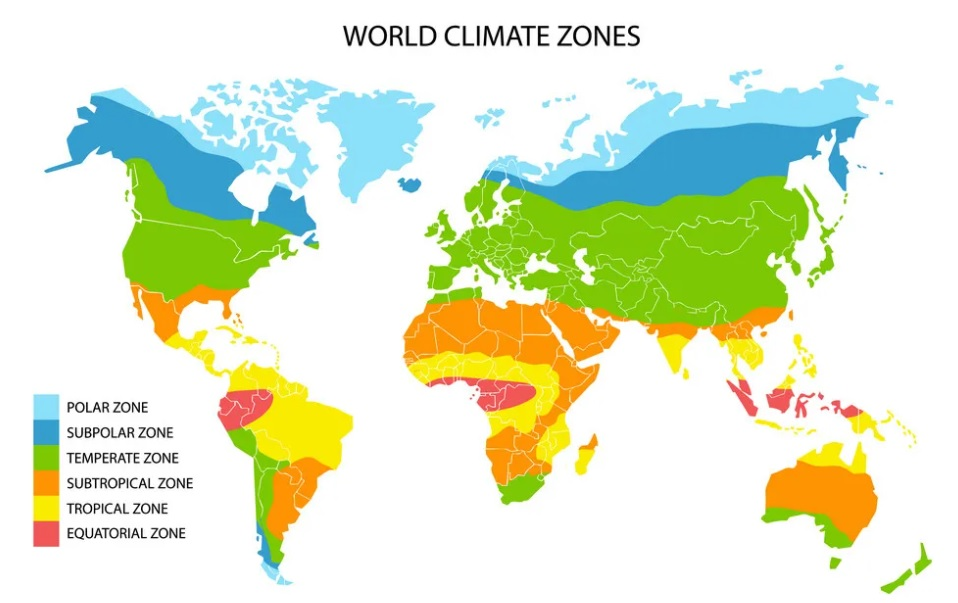 WORLD CLIMATE ZONES
POLAR ZONE
SUBPOLAR ZONE
TEMPERATE ZONE
SUBTROPICAL ZONE
TROPICAL ZONE
EQUATORIAL ZONE